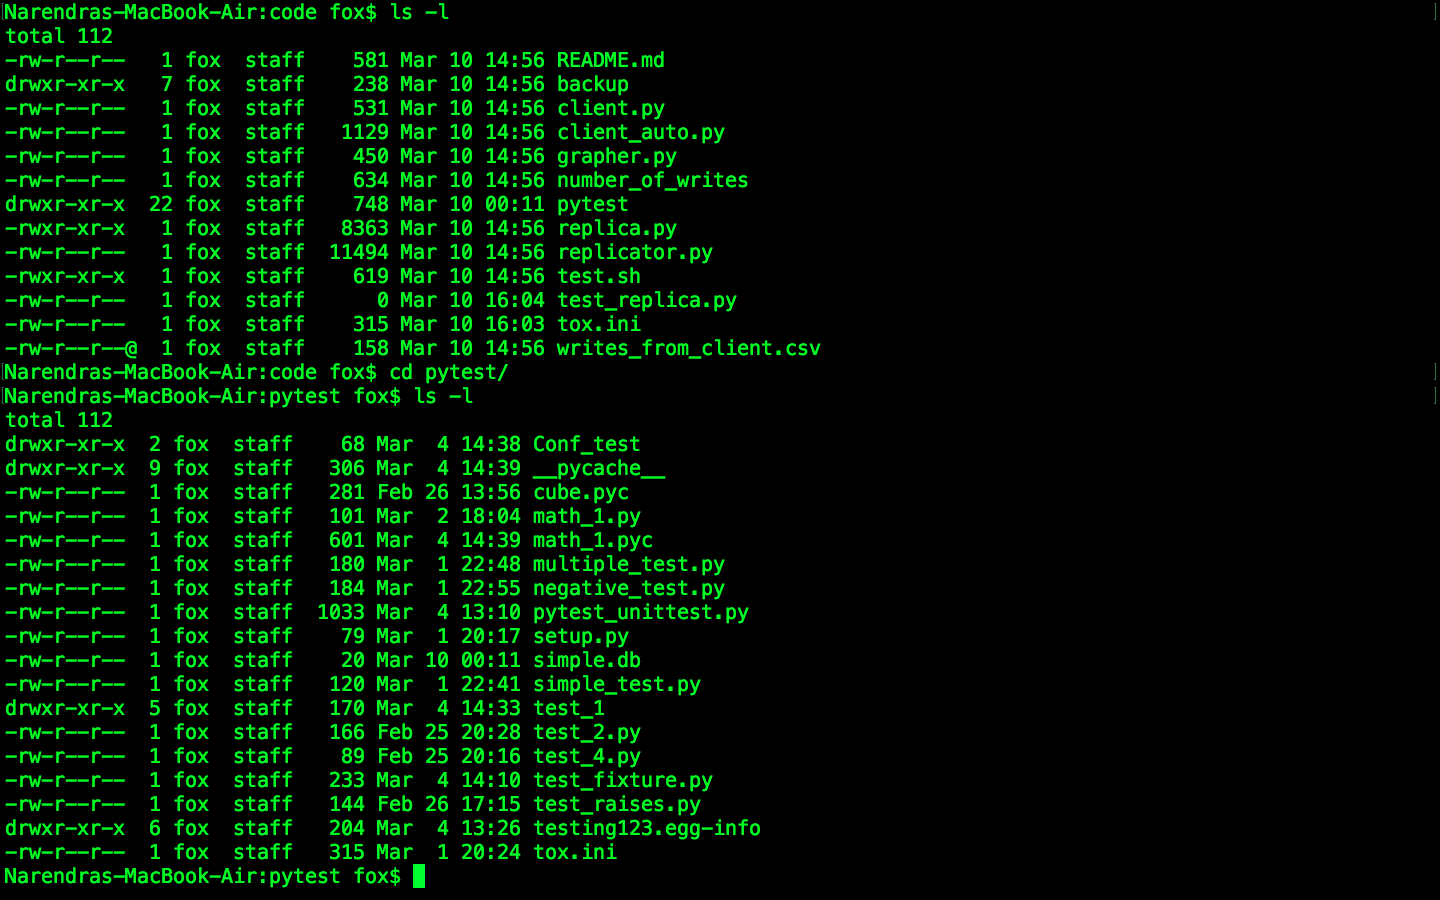 Narendras-MacBook-Air:code fox$ ls -l
total 112
-rw-r--r--   1 fox  staff    581 Mar 10 14:56 README.md
drwxr-xr-x   7 fox  staff    238 Mar 10 14:56 backup
-rw-r--r--   1 fox  staff    531 Mar 10 14:56 client.py
-rw-r--r--   1 fox  staff   1129 Mar 10 14:56 client_auto.py
-rw-r--r--   1 fox  staff    450 Mar 10 14:56 grapher.py
-rw-r--r--   1 fox  staff    634 Mar 10 14:56 number_of_writes
drwxr-xr-x  22 fox  staff    748 Mar 10 00:11 pytest
-rwxr-xr-x   1 fox  staff   8363 Mar 10 14:56 replica.py
-rw-r--r--   1 fox  staff  11494 Mar 10 14:56 replicator.py
-rwxr-xr-x   1 fox  staff    619 Mar 10 14:56 test.sh
-rw-r--r--   1 fox  staff      0 Mar 10 16:04 test_replica.py
-rw-r--r--   1 fox  staff    315 Mar 10 16:03 tox.ini
-rw-r--r--@  1 fox  staff    158 Mar 10 14:56 writes_from_client.csv
Narendras-MacBook-Air:code fox$ cd pytest/
Narendras-MacBook-Air:pytest fox$ ls -l
total 112
drwxr-xr-x  2 fox  staff    68 Mar  4 14:38 Conf_test
drwxr-xr-x  9 fox  staff   306 Mar  4 14:39 __pycache__
-rw-r--r--  1 fox  staff   281 Feb 26 13:56 cube.pyc
-rw-r--r--  1 fox  staff   101 Mar  2 18:04 math_1.py
-rw-r--r--  1 fox  staff   601 Mar  4 14:39 math_1.pyc
-rw-r--r--  1 fox  staff   180 Mar  1 22:48 multiple_test.py
-rw-r--r--  1 fox  staff   184 Mar  1 22:55 negative_test.py
-rw-r--r--  1 fox  staff  1033 Mar  4 13:10 pytest_unittest.py
-rw-r--r--  1 fox  staff    79 Mar  1 20:17 setup.py
-rw-r--r--  1 fox  staff    20 Mar 10 00:11 simple.db
-rw-r--r--  1 fox  staff   120 Mar  1 22:41 simple_test.py
drwxr-xr-x  5 fox  staff   170 Mar  4 14:33 test_1
-rw-r--r--  1 fox  staff   166 Feb 25 20:28 test_2.py
-rw-r--r--  1 fox  staff    89 Feb 25 20:16 test_4.py
-rw-r--r--  1 fox  staff   233 Mar  4 14:10 test_fixture.py
-rw-r--r--  1 fox  staff   144 Feb 26 17:15 test_raises.py
drwxr-xr-x  6 fox  staff   204 Mar  4 13:26 testing123.egg-info
-rw-r--r--  1 fox  staff   315 Mar  1 20:24 tox.ini
Narendras-MacBook-Air:pytest fox$